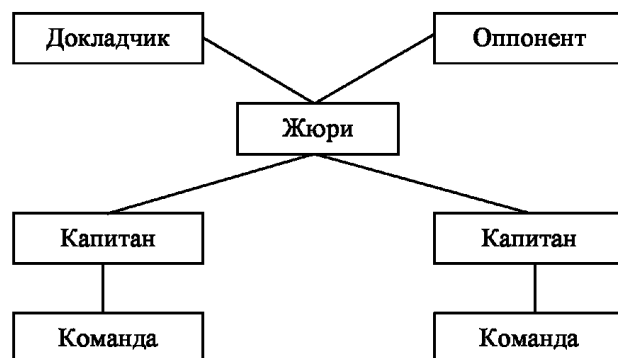 Докладчик
Оппонент
Жюри
Капитан
Капитан
Команда
Команда